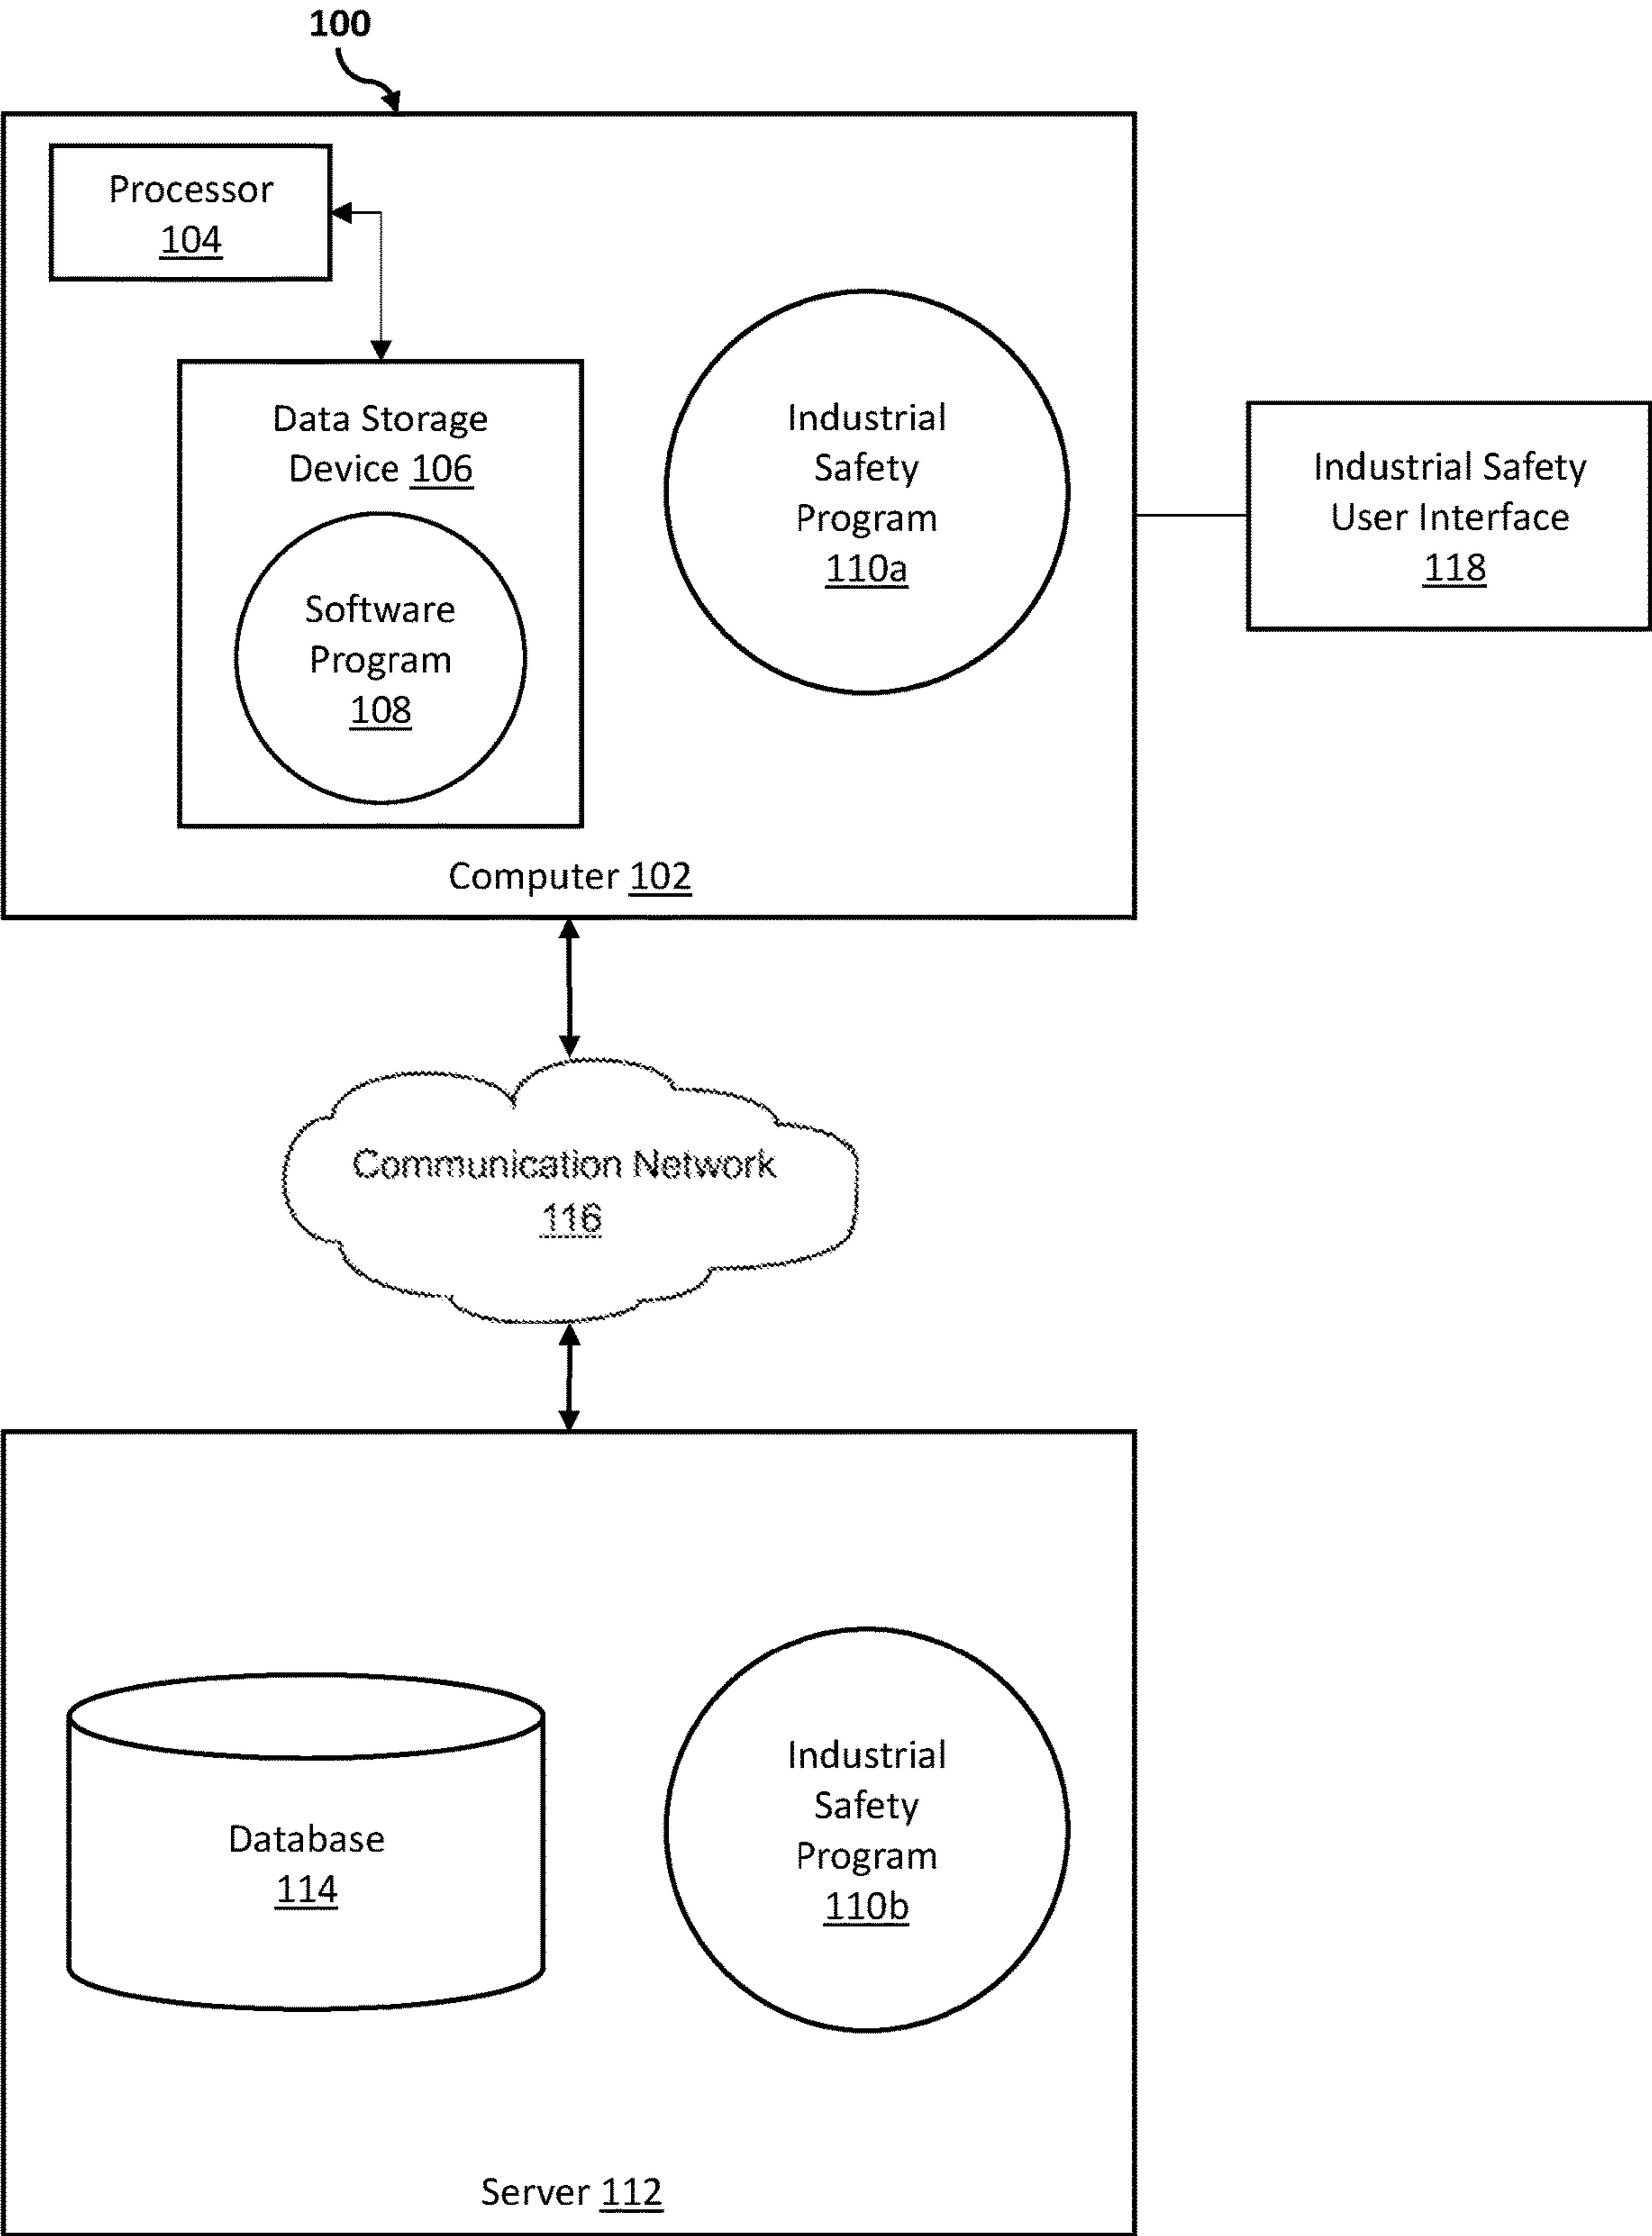 100
Processor
104
Data Storage
Device 106
Software
Program
108
Industrial
Safety
Program
110a
Computer 102
Industrial Safety
User Interface
118
Communication Network
116
Database
114
Industrial
Safety
Program
110b
Server 112